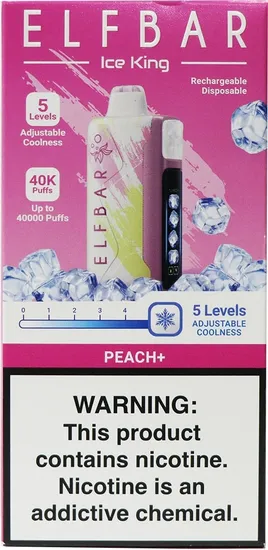 ELFBAR
Ice King
Rechargeable
Disposable
5
Levels
Adjustable
Coolness
40K
Puffs
Up to
40000 Puffs
ELFBAR
0 1 2 3 4
5 Levels
ADJUSTABLE
COOLNESS
PEACH+
WARNING:
This product
contains nicotine.
Nicotine is an
addictive chemical.